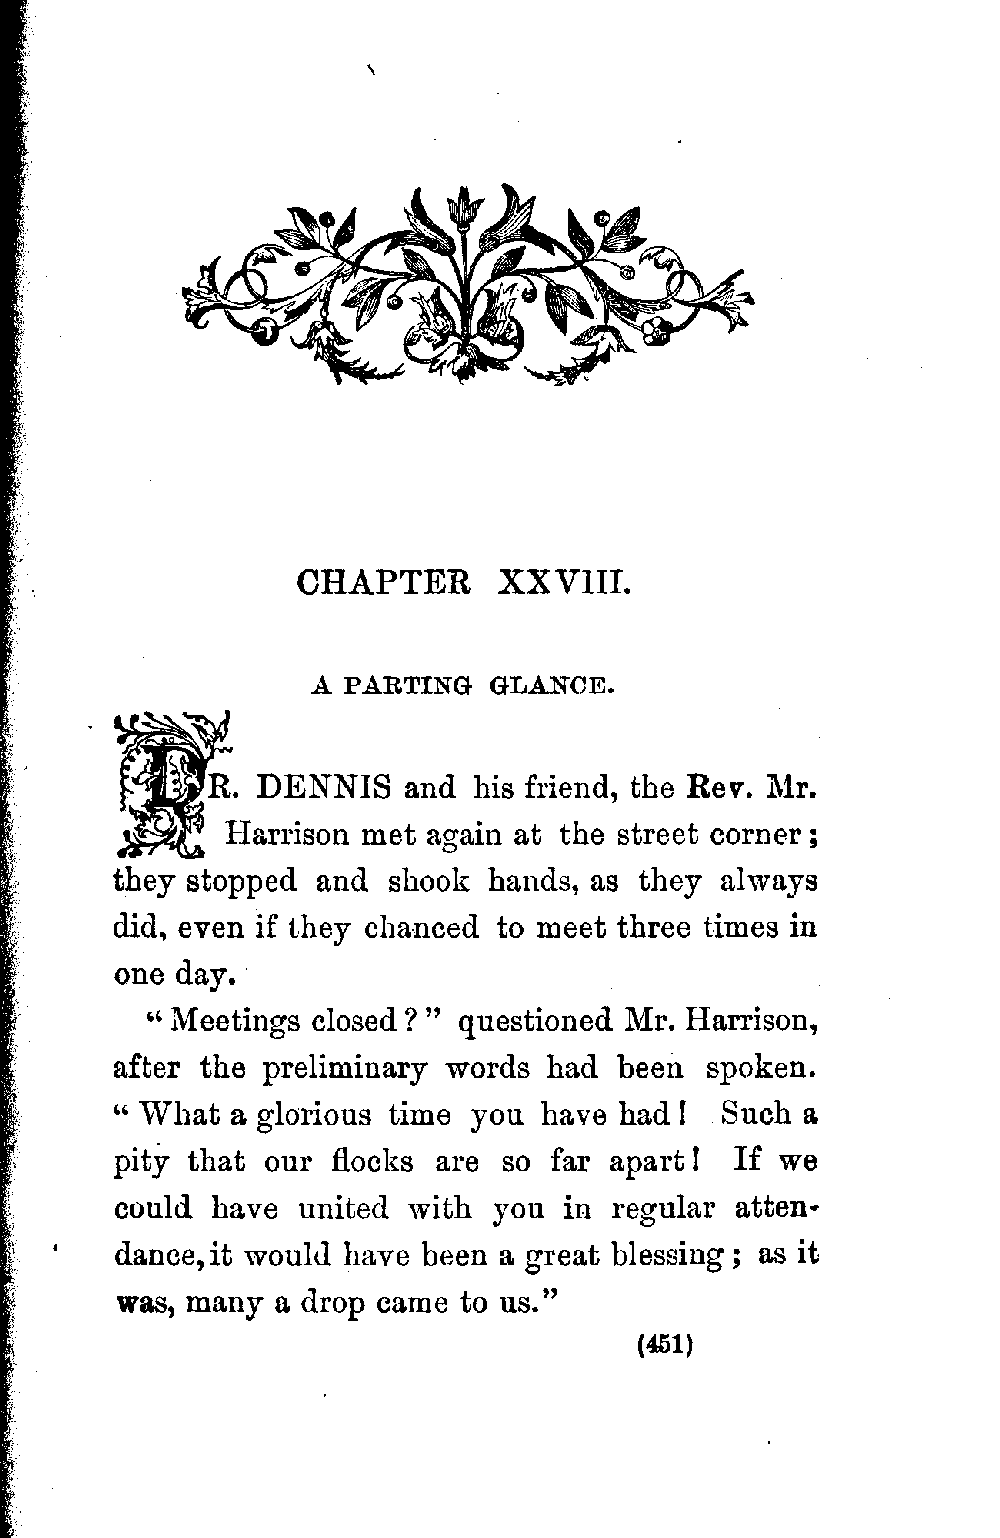 CHAPTER XXVIII.
A PARTING GLANCE.
DR. DENNIS and his friend, the Rev. Mr.
Harrison met again at the street corner;
they stopped and shook hands, as they always
did, even if they chanced to meet three times in
one day.
"Meetings closed?" questioned Mr. Harrison,
after the preliminary words had been spoken.
"What a glorious time you have had! Such a
pity that our flocks are so far apart! If we
could have united with you in regular atten-
dance, it would have been a great blessing; as it
was, many a drop came to us."
(451)